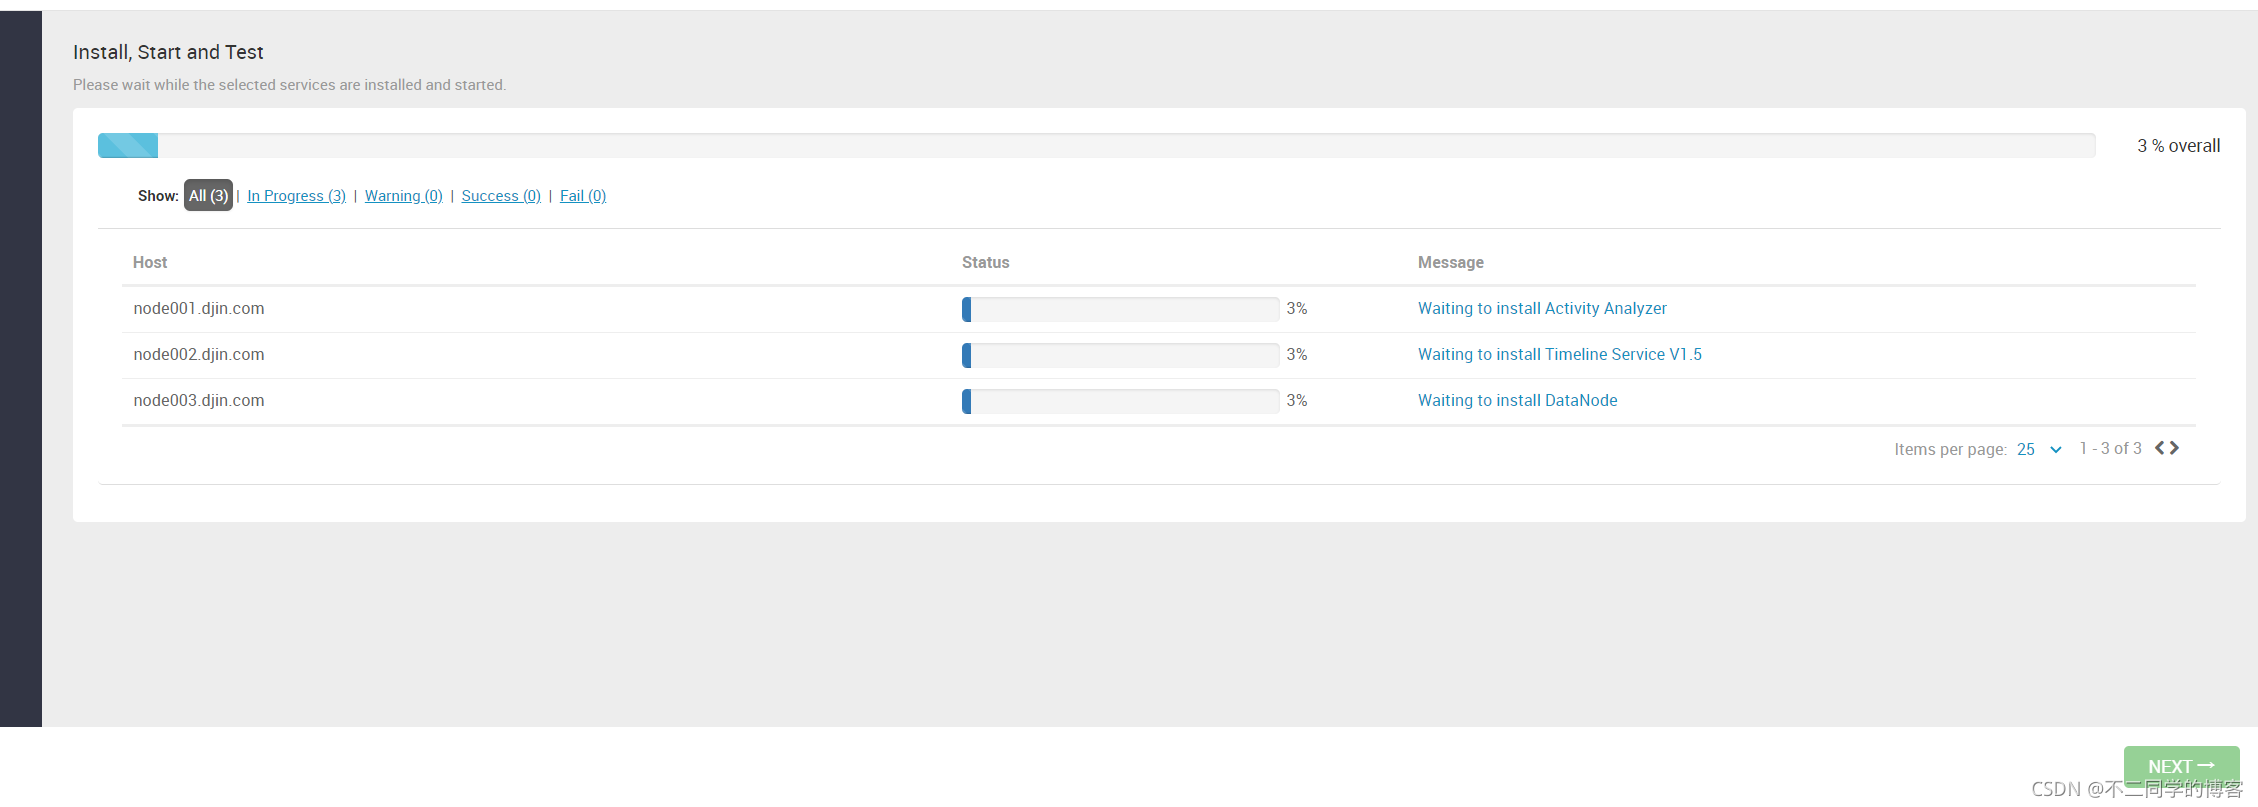 Install, Start and Test
Please wait while the selected services are installed and started.
3 % overall
Show: All (3) | In Progress (3) | Warning (0) | Success (0) | Fail (0)
Host Status Message
node001.djin.com 3% Waiting to install Activity Analyzer
node002.djin.com 3% Waiting to install Timeline Service V1.5
node003.djin.com 3% Waiting to install DataNode
Items per page: 25 1 - 3 of 3
NEXT →
CSDN @不二同学的博客